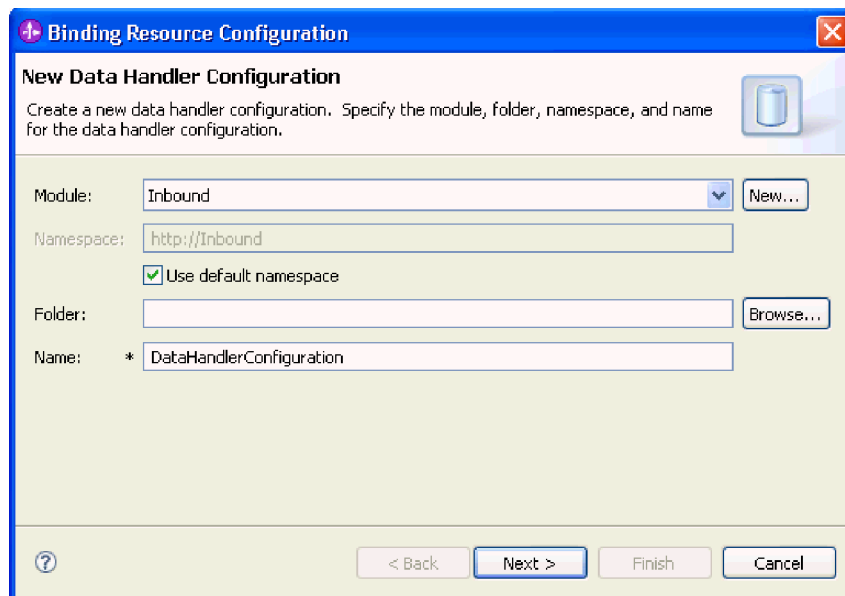 Binding Resource Configuration
New Data Handler Configuration
Create a new data handler configuration. Specify the module, folder, namespace, and name
for the data handler configuration.
Module: Inbound New...
Namespace: http://Inbound
Use default namespace
Folder: Browse...
Name: * DataHandlerConfiguration
? < Back Next > Finish Cancel